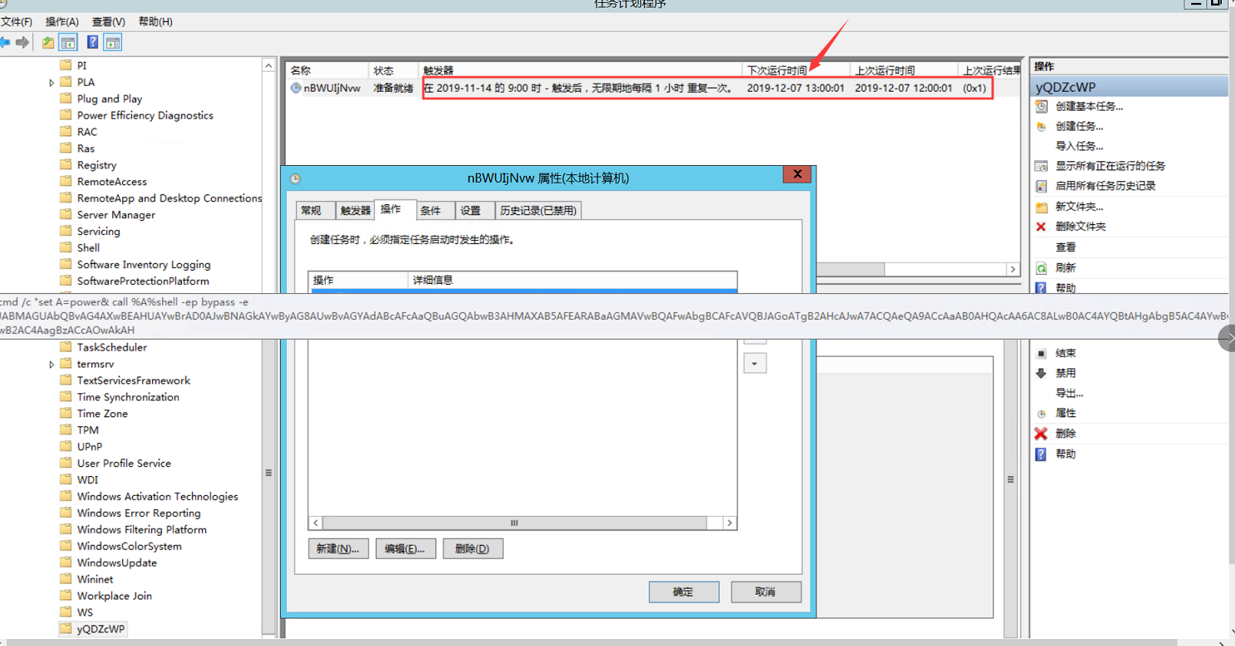 任务计划程序
文件(F) 操作(A) 查看(V) 帮助(H)
PI
PLA
Plug and Play
Power Efficiency Diagnostics
RAC
Ras
Registry
RemoteAccess
RemoteApp and Desktop Connections
Server Manager
Servicing
Shell
Software Inventory Logging
SoftwareProtectionPlatform
名称 状态 触发器 下次运行时间 上次运行时间 上次运行结果
nBWUIjNvw 准备就绪 在 2019-11-14 的 9:00 时 - 触发后，无限期地每隔 1 小时 重复一次。 2019-12-07 13:00:01 2019-12-07 12:00:01 (0x1)
nBWUIjNvw 属性(本地计算机)
X
常规 触发器 操作 条件 设置 历史记录(已禁用)
创建任务时，必须指定任务启动时发生的操作。
操作 详细信息
cmd /c "set A=power& call %A%shell -ep bypass -e
wB2AC4AagBzACcAOwAkAH
TaskScheduler
termsrv
TextServicesFramework
Time Synchronization
Time Zone
TPM
UPnP
User Profile Service
WDI
Windows Activation Technologies
Windows Error Reporting
Windows Filtering Platform
WindowsColorSystem
WindowsUpdate
Wininet
Workplace Join
WS
yQDZcWP
新建(N)... 编辑(E)... 删除(D)
确定 取消
操作
yQDZcWP
创建基本任务...
创建任务...
导入任务...
显示所有正在运行的任务
启用所有任务历史记录
新文件夹...
删除文件夹
查看
刷新
帮助
结束
禁用
导出...
属性
删除
帮助